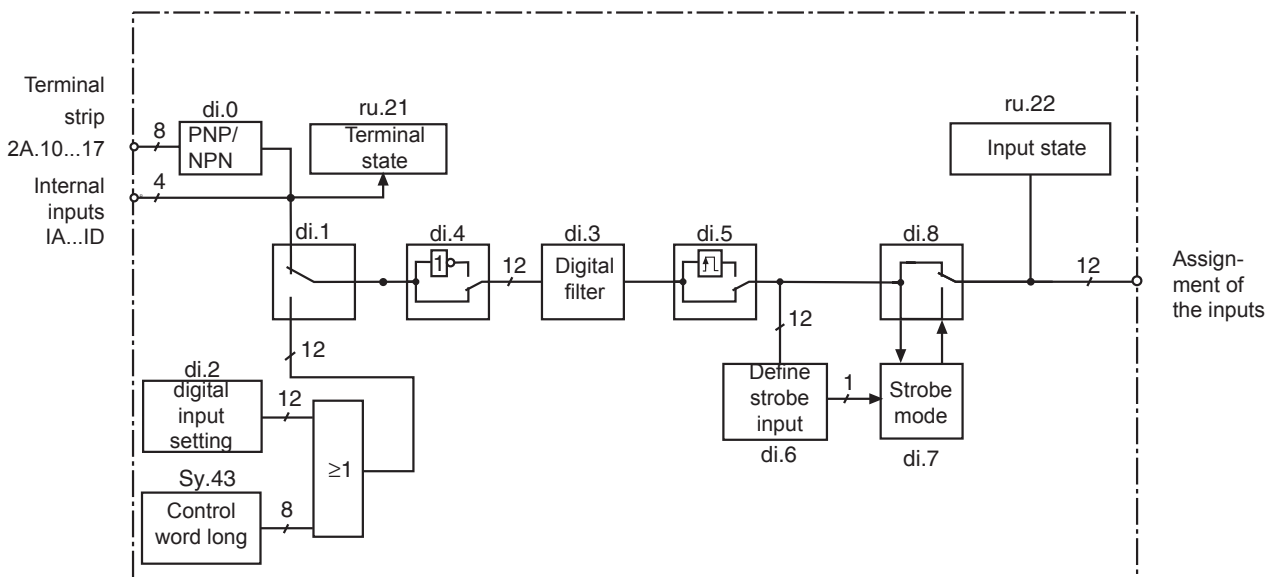 Terminal
strip
2A.10...17
Internal
inputs
IA...ID
8
4
di.0
PNP/
NPN
ru.21
Terminal
state
ru.22
Input state
di.1
di.4
1
12
di.3
Digital
filter
di.5
di.8
12
Assign-
ment of
the inputs
12
12
di.2
digital
input
setting
12
Define
strobe
input
di.6
1
Strobe
mode
di.7
≥1
Sy.43
Control
word long
8